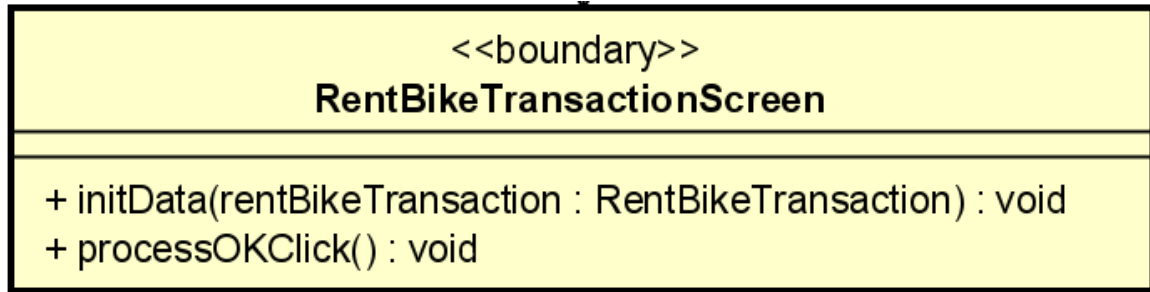 <<boundary>>
RentBikeTransactionScreen
+ initData(rentBikeTransaction : RentBikeTransaction) : void
+ processOKClick() : void